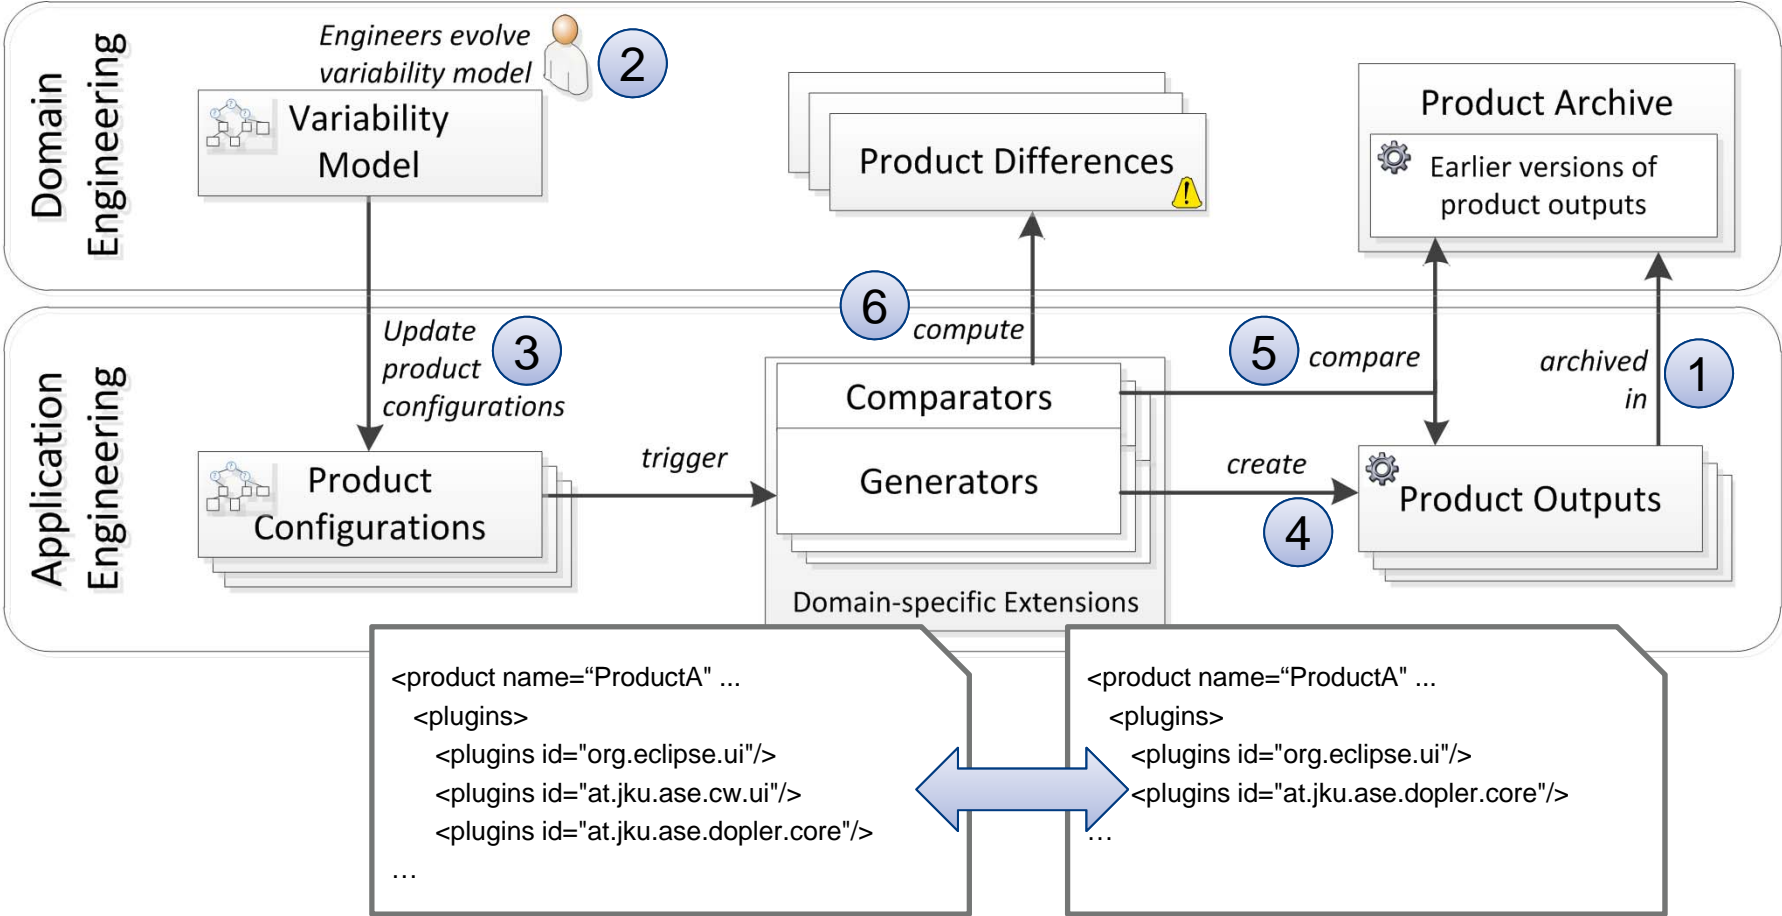 Domain
Engineering
Engineers evolve
variability model
2
Variability
Model
Product Differences
Product Archive
Earlier versions of
product outputs
Application
Engineering
Update
product
configurations
3
6
compute
5
compare
archived
in
1
Comparators
Generators
trigger
create
4
Product
Configurations
Product Outputs
Domain-specific Extensions
<product name=“ProductA" ...
<plugins>
<plugins id="org.eclipse.ui"/>
<plugins id="at.jku.ase.cw.ui"/>
<plugins id="at.jku.ase.dopler.core"/>
…
<product name=“ProductA" ...
<plugins>
<plugins id="org.eclipse.ui"/>
<plugins id="at.jku.ase.dopler.core"/>
…